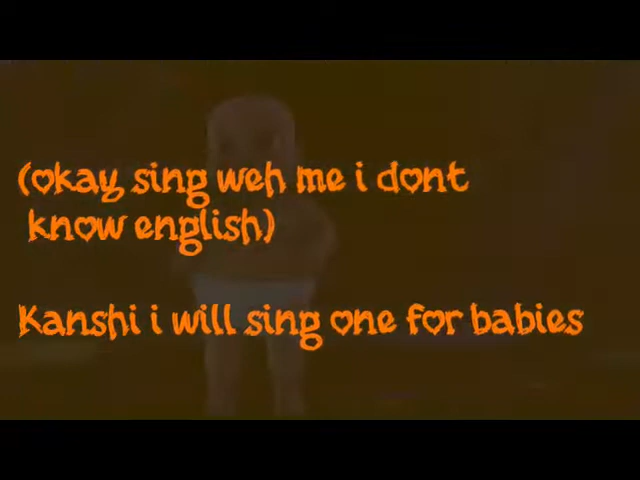 (okay sing weh me i dont
know english)
Kanshi i will sing one for babies